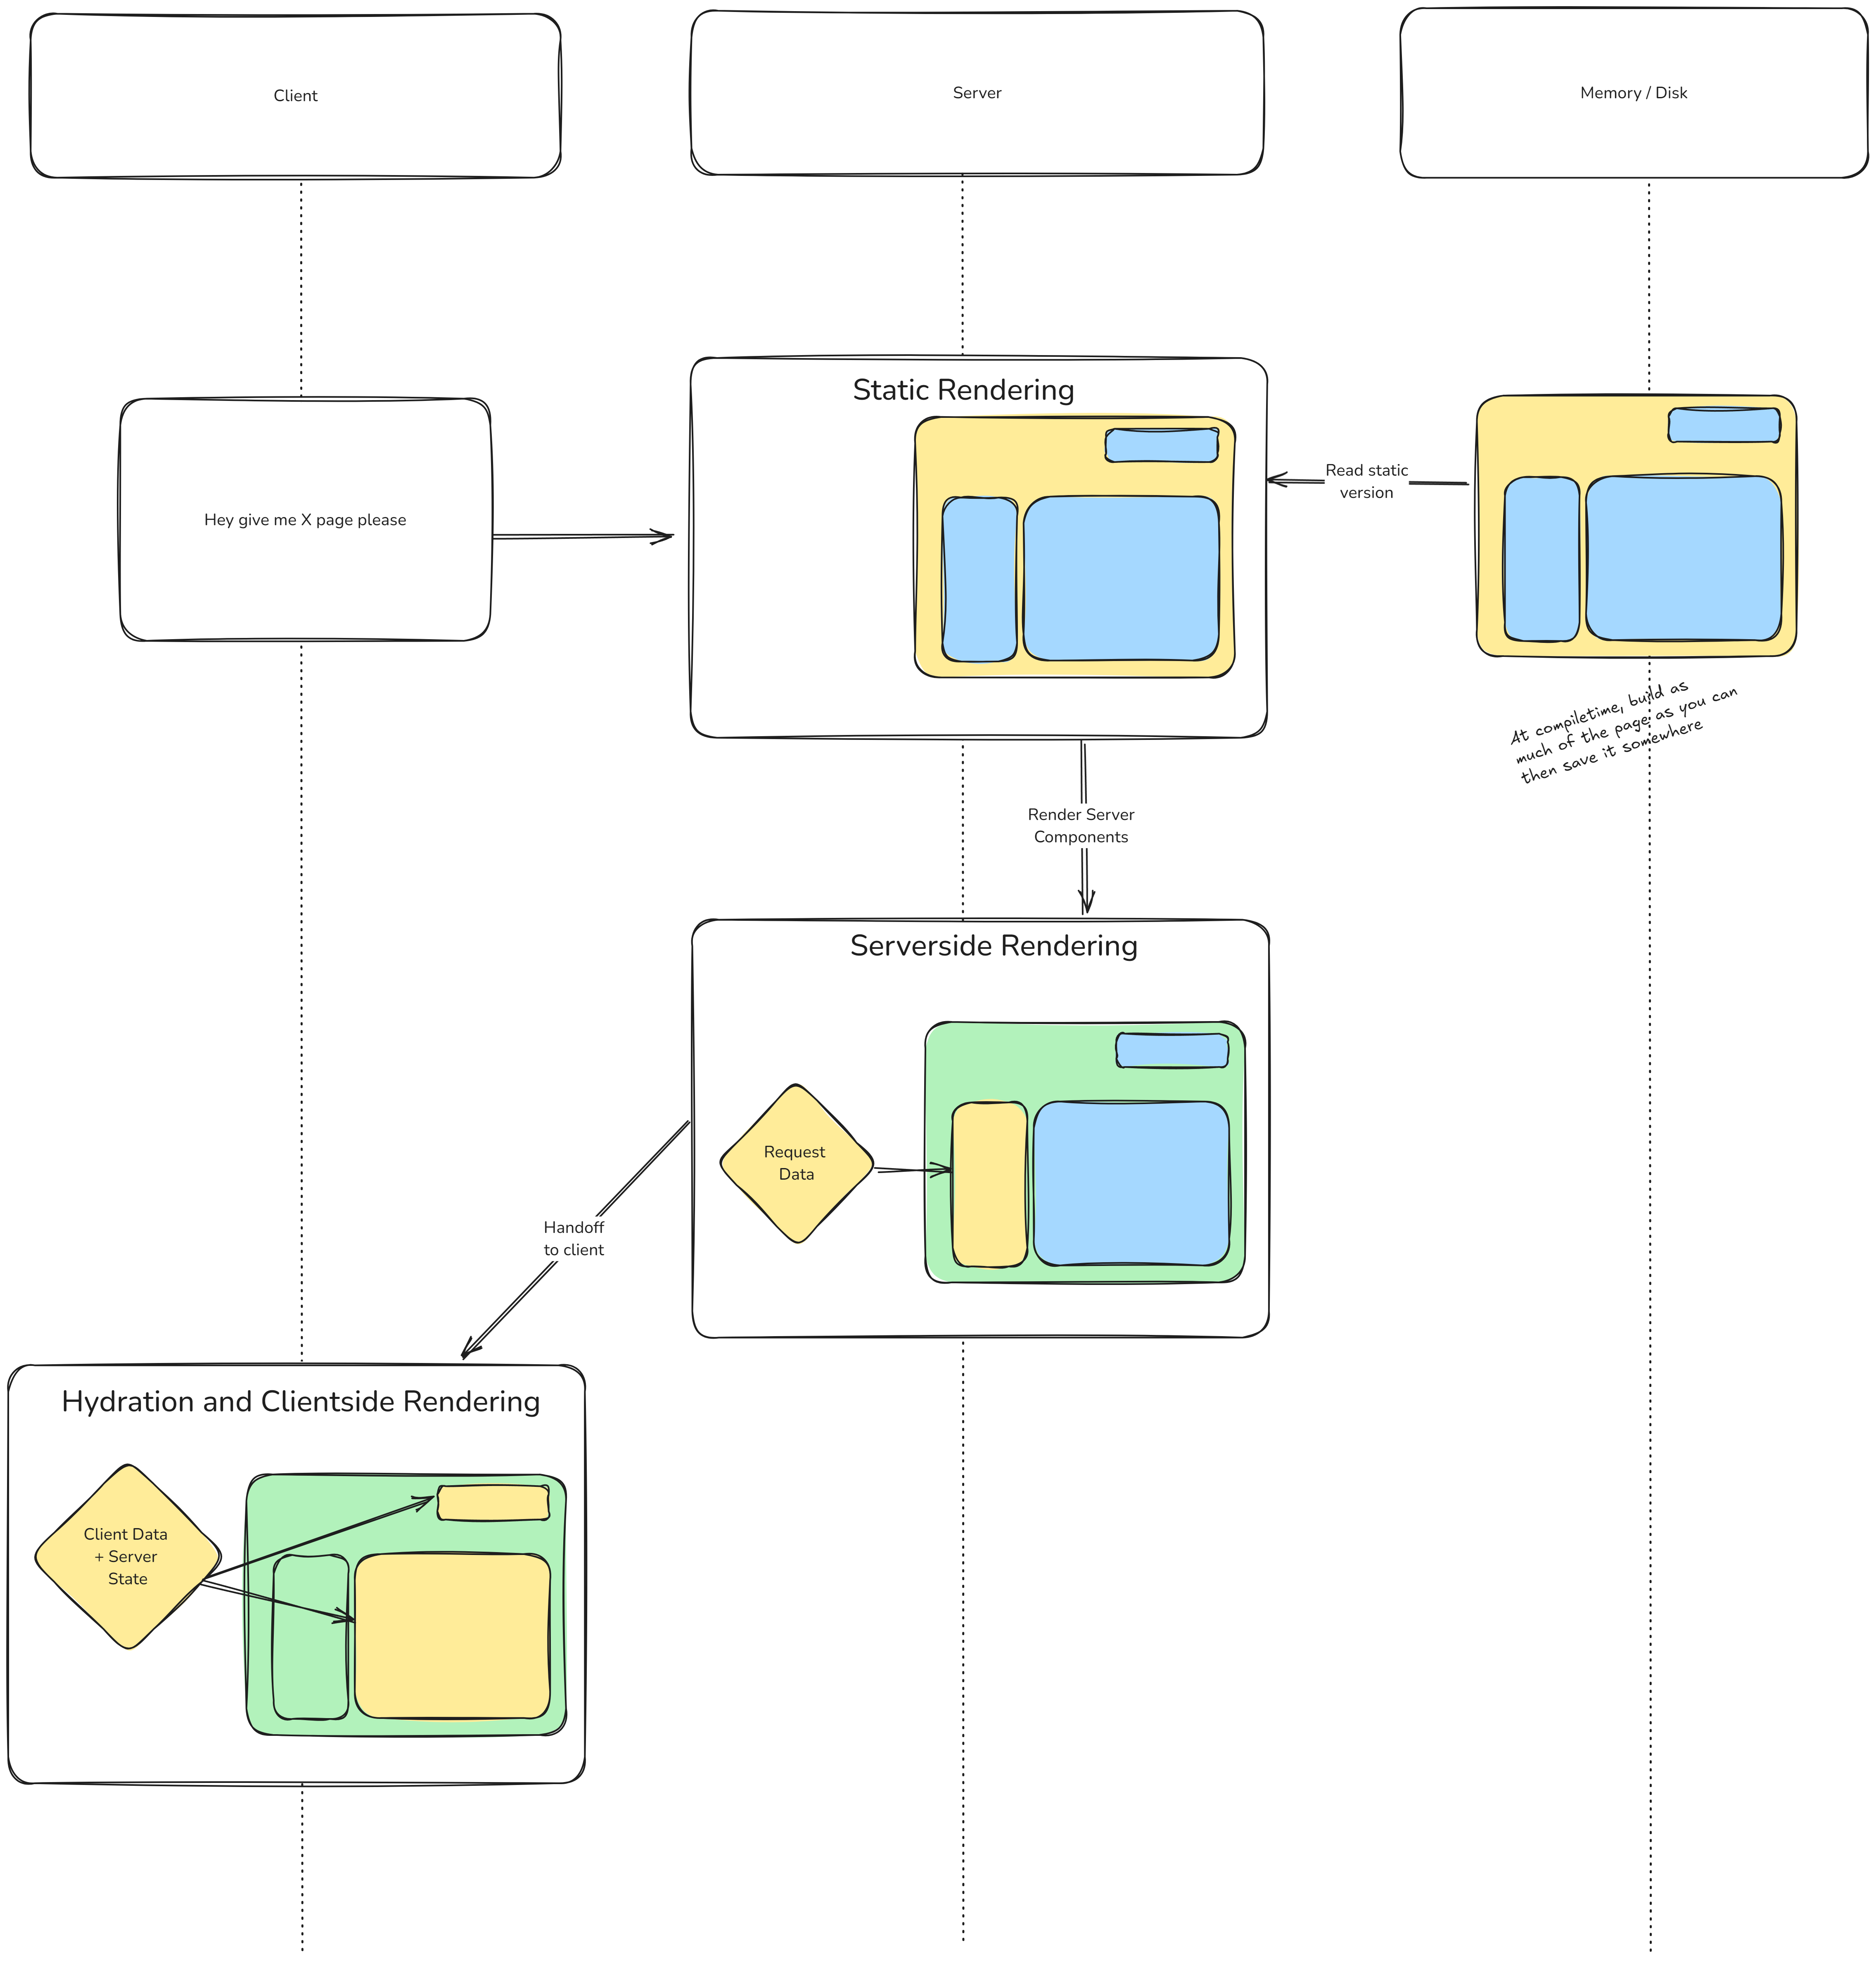 Client
Server
Memory / Disk
Static Rendering
Read static
version
Hey give me X page please
At compiletime, build as
much of the page as you can
then save it somewhere
Render Server
Components
Serverside Rendering
Request
Data
Handoff
to client
Hydration and Clientside Rendering
Client Data
+ Server
State